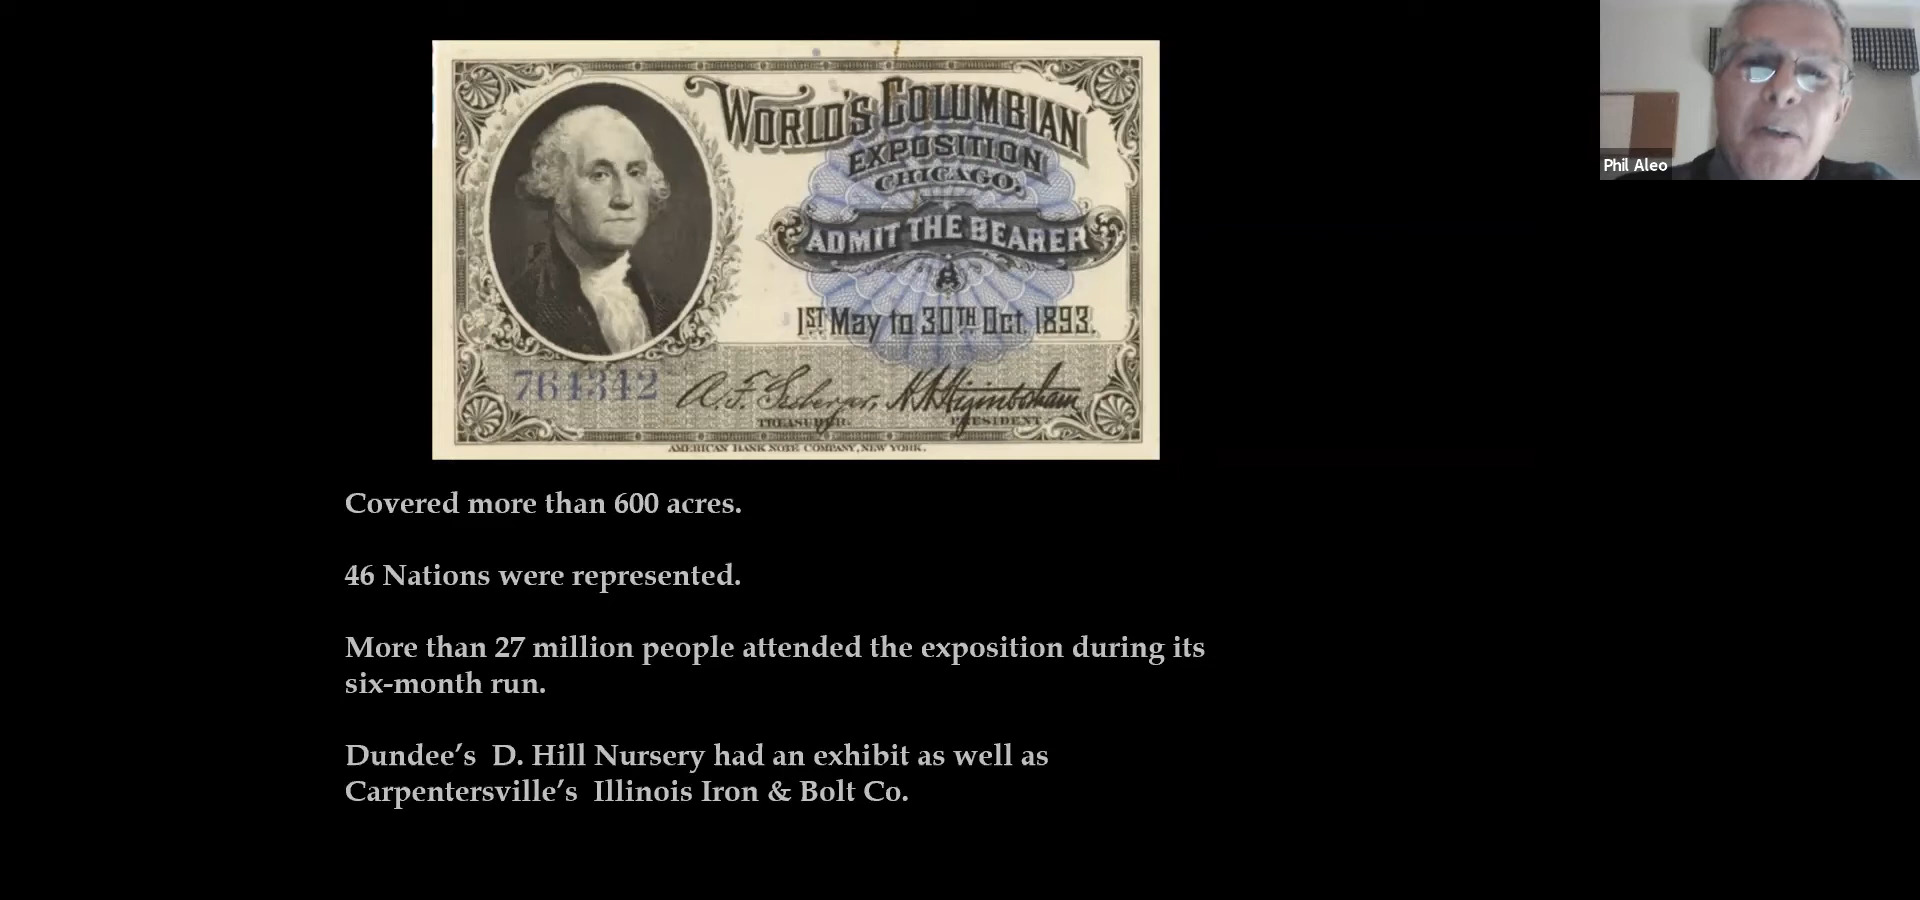 WORLD'S COLUMBIAN
EXPOSITION
CHICAGO,
ADMIT THE BEARER
1ST May to 30TH Oct. 1893.
764342
A. F. Seeberger, H. N. Higinbotham
TREASURER. PRESIDENT
AMERICAN BANK NOTE COMPANY, NEW YORK.
Phil Aleo
Covered more than 600 acres.
46 Nations were represented.
More than 27 million people attended the exposition during its
six-month run.
Dundee’s  D. Hill Nursery had an exhibit as well as
Carpentersville’s  Illinois Iron & Bolt Co.